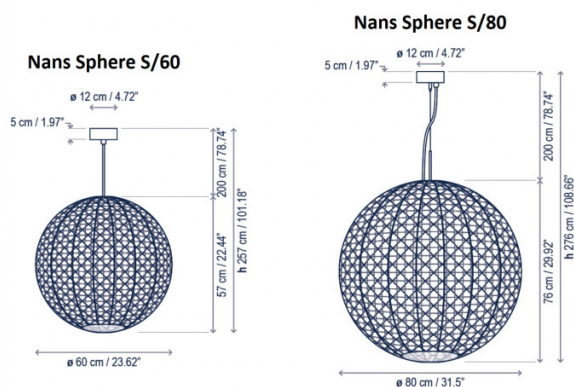 Nans Sphere S/60
ø 12 cm / 4.72"
5 cm / 1.97"
200 cm / 78.74"
57 cm / 22.44"
h 257 cm / 101.18"
ø 60 cm / 23.62"
Nans Sphere S/80
ø 12 cm / 4.72"
5 cm / 1.97"
200 cm / 78.74"
76 cm / 29.92"
h 276 cm / 108.66"
ø 80 cm / 31.5"